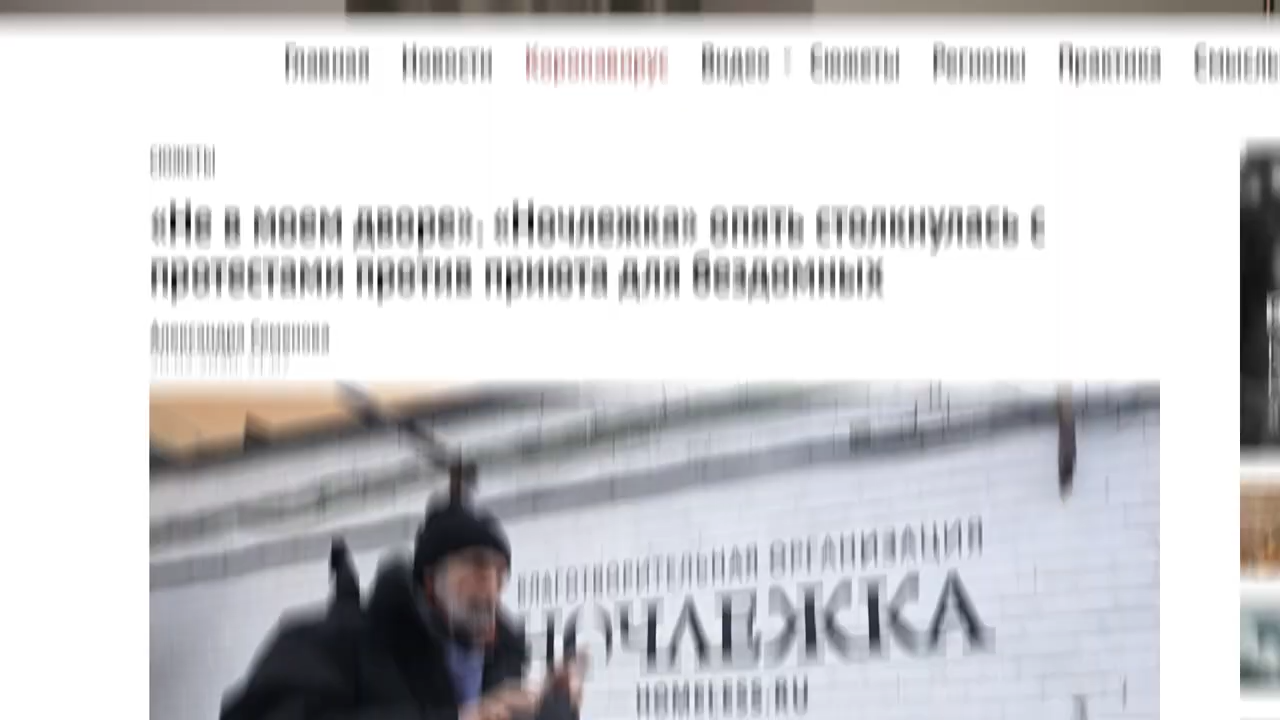 Главная Новости Коронавирус Видео Сюжеты Регионы Практика
СЮЖЕТЫ
«Не в моем дворе»: «Ночлежка» опять столкнулась с
протестами против приюта для бездомных
Александра
БЛАГОТВОРИТЕЛЬНАЯ ОРГАНИЗАЦИЯ
НОЧЛЕЖКА
HOMELESS.RU